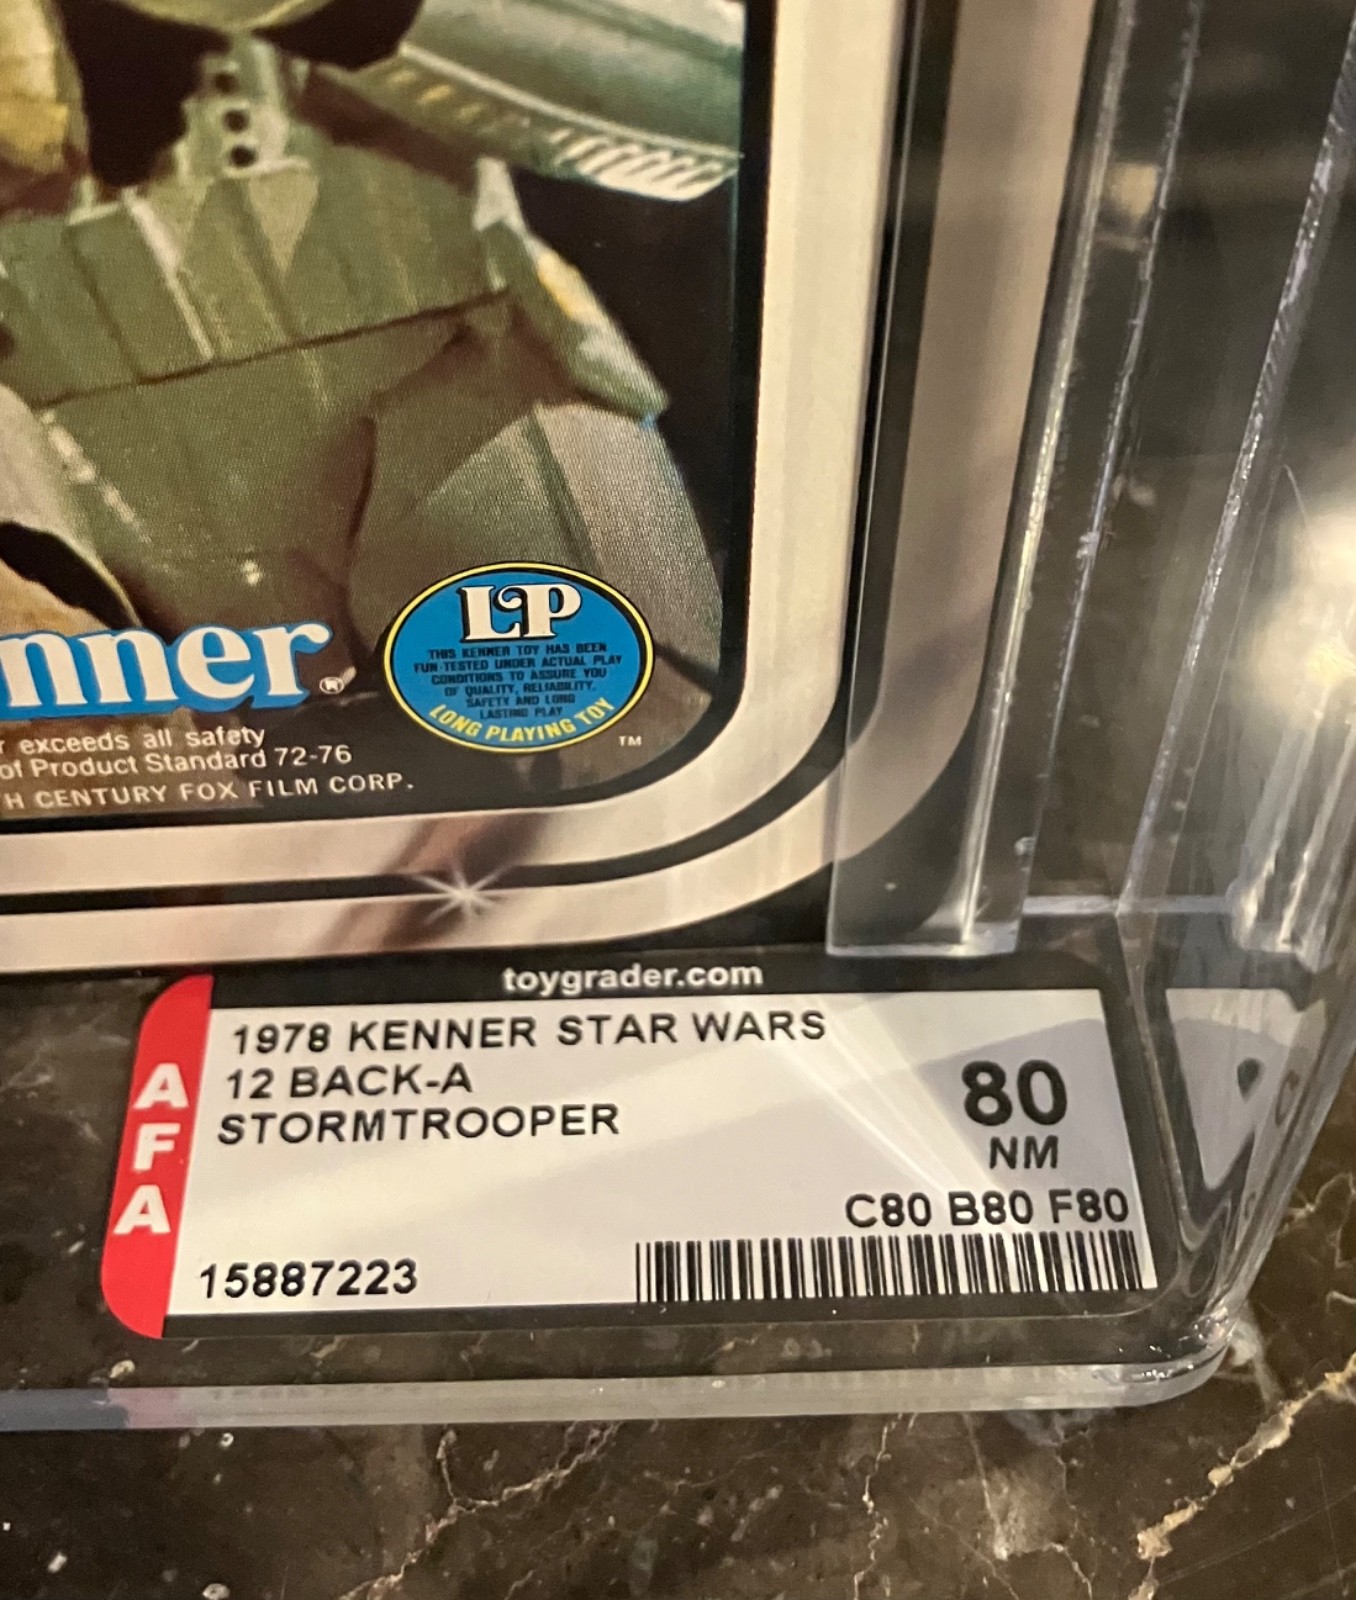 nner®
exceeds all safety
of Product Standard 72-76
H CENTURY FOX FILM CORP.
LP
THIS KENNER TOY HAS BEEN
FUN-TESTED UNDER ACTUAL PLAY
CONDITIONS TO ASSURE YOU
OF QUALITY, RELIABILITY,
SAFETY AND LONG
LASTING PLAY
LONG PLAYING TOY
TM
toygrader.com
AFA
1978 KENNER STAR WARS
12 BACK-A
STORMTROOPER
80
NM
C80 B80 F80
15887223